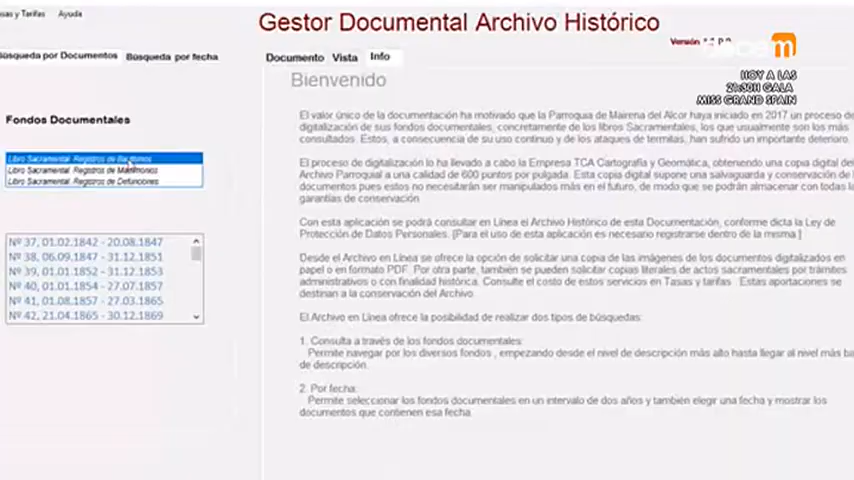 Tasas y Tarifas Ayuda
Gestor Documental Archivo Histórico
Versión
HOY A LAS
21:30H GALA
MISS GRAND SPAIN
Búsqueda por Documentos Búsqueda por fecha
Documento Vista Info
Bienvenido
Fondos Documentales
Libro Sacramental. Registros de Bautismos
Libro Sacramental. Registros de Matrimonios
Libro Sacramental. Registros de Defunciones
Nº 37, 01.02.1842 - 20.08.1847
Nº 38, 06.09.1847 - 31.12.1851
Nº 39, 01.01.1852 - 31.12.1853
Nº 40, 01.01.1854 - 27.07.1857
Nº 41, 01.08.1857 - 27.03.1865
Nº 42, 21.04.1865 - 30.12.1869
El valor único de la documentación ha motivado que la Parroquia de Mairena del Alcor haya iniciado en 2017 un proceso de
digitalización de sus fondos documentales, concretamente de los libros Sacramentales, los que usualmente son los más
consultados. Éstos, a consecuencia de su uso continuo y de los ataques de termitas, han sufrido un importante deterioro.
El proceso de digitalización lo ha llevado a cabo la Empresa TCA Cartografía y Geomática, obteniendo una copia digital del
Archivo Parroquial a una calidad de 600 puntos por pulgada. Esta copia digital supone una salvaguarda y conservación de
documentos pues estos no necesitarán ser manipulados más en el futuro, de modo que se podrán almacenar con todas la
garantías de conservación.
Con esta aplicación se podrá consultar en Línea el Archivo Histórico de esta Documentación, conforme dicta la Ley de
Protección de Datos Personales. [Para el uso de esta aplicación es necesario registrarse dentro de la misma.]
Desde el Archivo en Línea se ofrece la opción de solicitar una copia de las imágenes de los documentos digitalizados en
papel o en formato PDF. Por otra parte, también se pueden solicitar copias literales de actos sacramentales por trámites
administrativos o con finalidad histórica. Consulte el costo de estos servicios en Tasas y tarifas . Estas aportaciones se
destinan a la conservación del Archivo.
El Archivo en Línea ofrece la posibilidad de realizar dos tipos de búsquedas:
1. Consulta a través de los fondos documentales:
Permite navegar por los diversos fondos , empezando desde el nivel de descripción más alto hasta llegar al nivel más ba
de descripción.
2. Por fecha:
Permite seleccionar los fondos documentales en un intervalo de dos años y también elegir una fecha y mostrar los
documentos que contienen esa fecha.